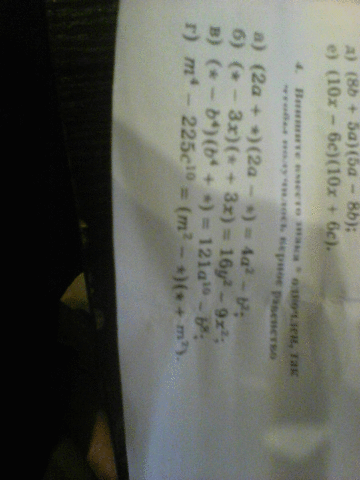 д) (8b + 5a)(5a − 8b);
е) (10x − 6c)(10x + 6c).
4. Впишите вместо знака * одночлен, так
чтобы получилось верное равенство
а) (2a + *)(2a − *) = 4a² − b²;
б) (* − 3x)(* + 3x) = 16y² − 9x²;
в) (* − b⁴)(b⁴ + *) = 121a¹⁰ − b⁸;
г) m⁴ − 225c¹⁰ = (m² − *)(* + m²).